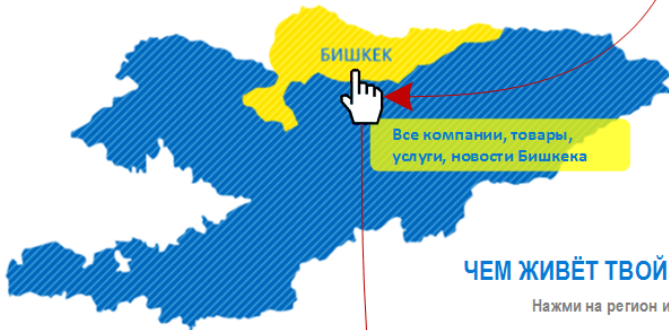 БИШКЕК
Все компании, товары,
услуги, новости Бишкека
ЧЕМ ЖИВЁТ ТВОЙ
Нажми на регион и